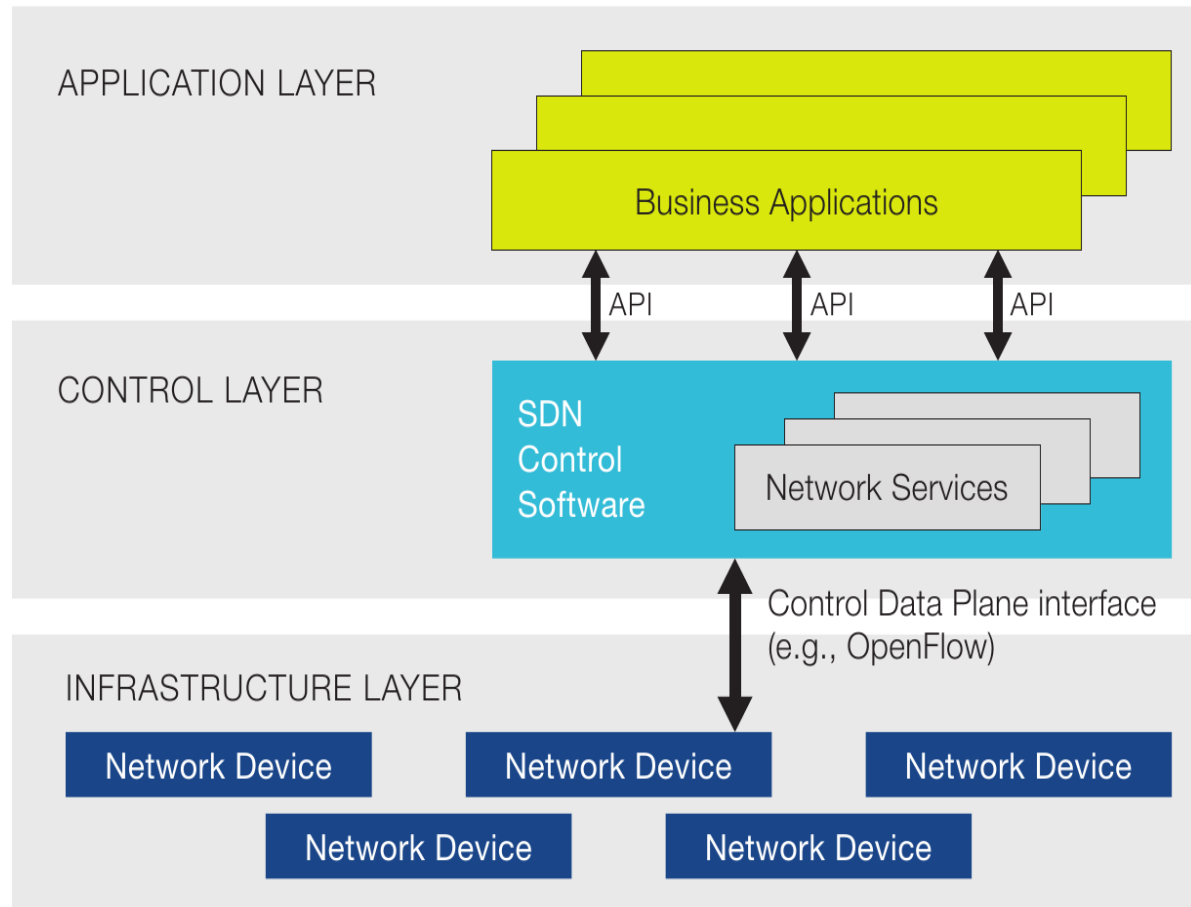 APPLICATION LAYER
Business Applications
API
API
API
CONTROL LAYER
SDN
Control
Software
Network Services
Control Data Plane interface
(e.g., OpenFlow)
INFRASTRUCTURE LAYER
Network Device
Network Device
Network Device
Network Device
Network Device